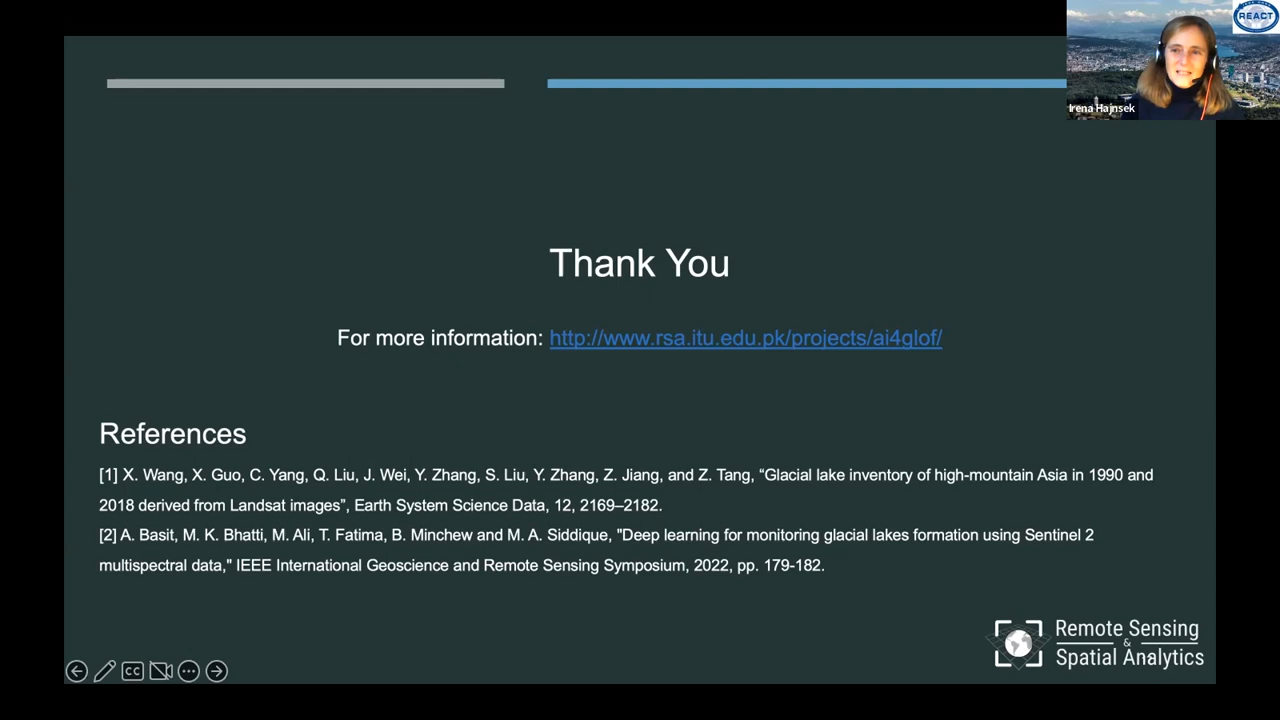 REACT
Irena Hajnsek
Thank You
For more information: http://www.rsa.itu.edu.pk/projects/ai4glof/
References
[1] X. Wang, X. Guo, C. Yang, Q. Liu, J. Wei, Y. Zhang, S. Liu, Y. Zhang, Z. Jiang, and Z. Tang, “Glacial lake inventory of high-mountain Asia in 1990 and
2018 derived from Landsat images”, Earth System Science Data, 12, 2169–2182.
[2] A. Basit, M. K. Bhatti, M. Ali, T. Fatima, B. Minchew and M. A. Siddique, "Deep learning for monitoring glacial lakes formation using Sentinel 2
multispectral data," IEEE International Geoscience and Remote Sensing Symposium, 2022, pp. 179-182.
Remote Sensing
&
Spatial Analytics
CC